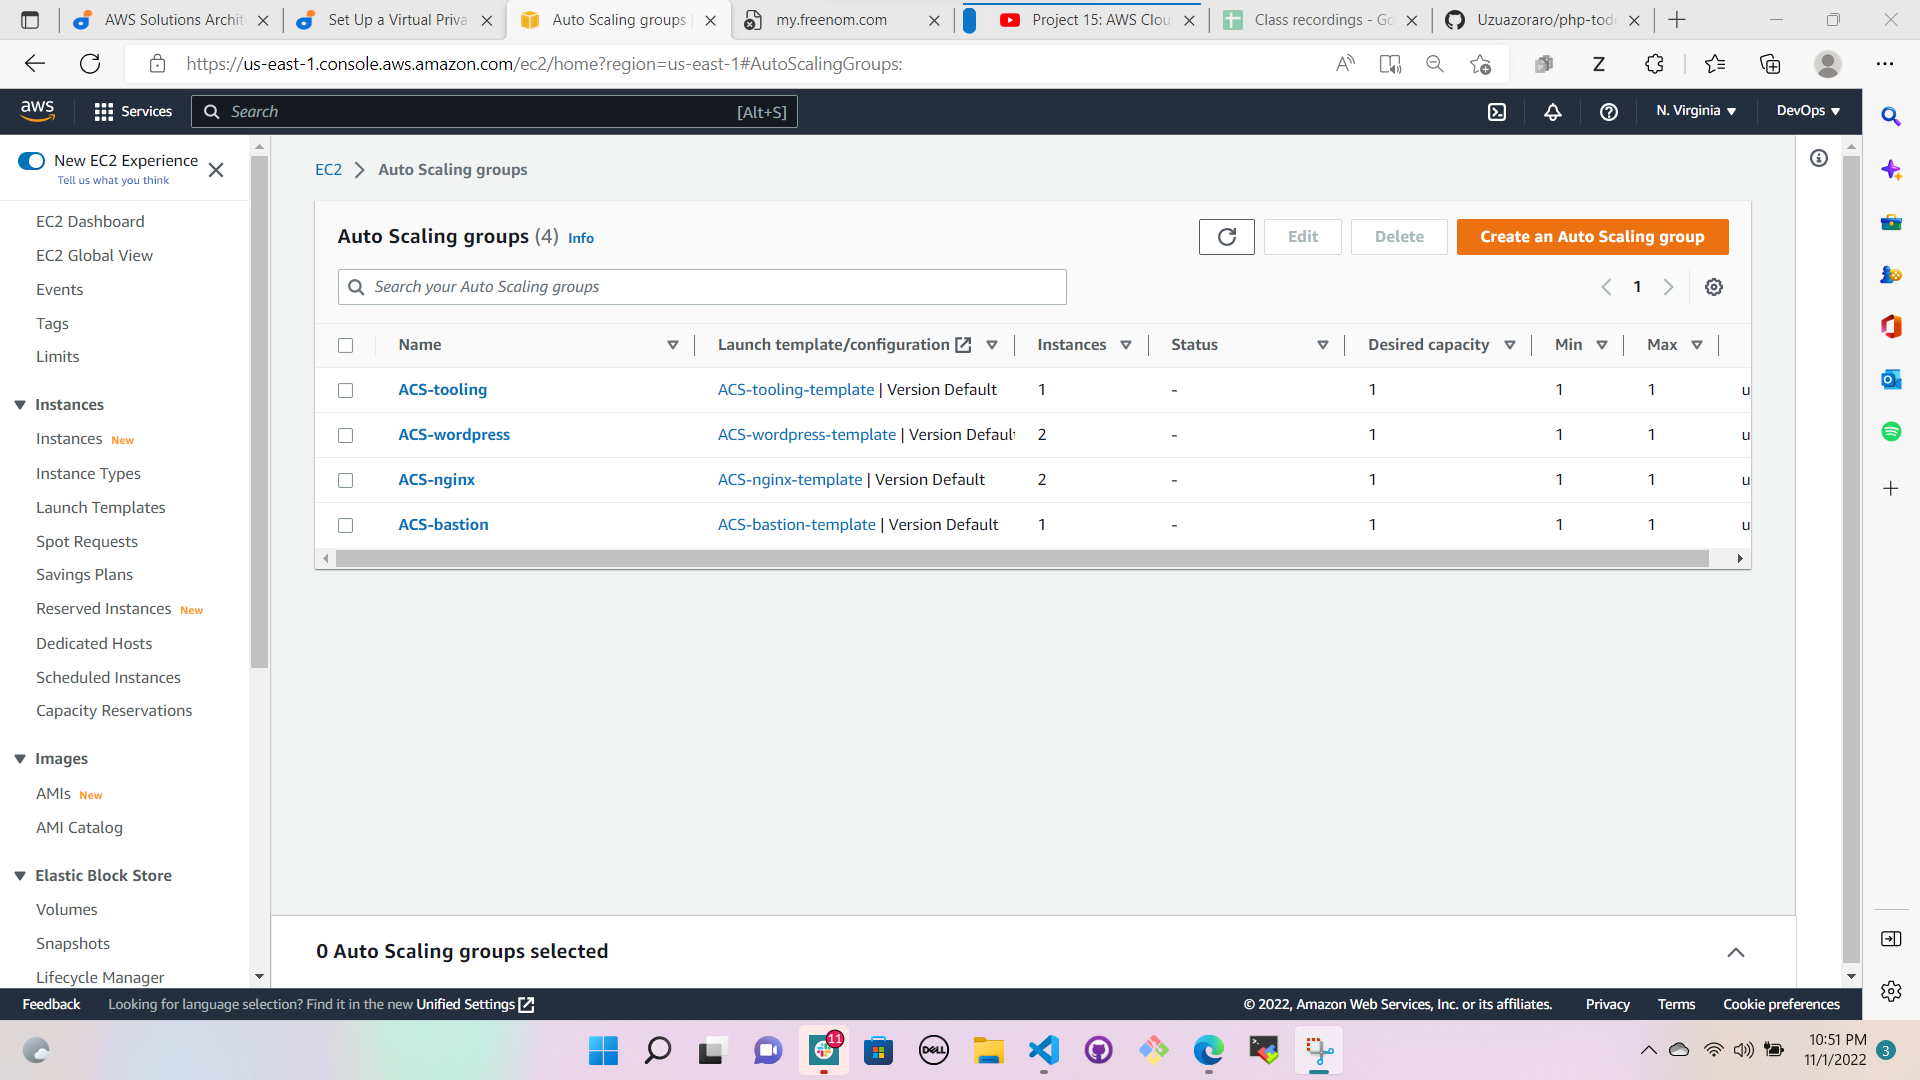 AWS Solutions Archit
Set Up a Virtual Priva
Auto Scaling groups |
my.freenom.com
Project 15: AWS Clou
Class recordings - Go
Uzuazoraro/php-tod
https://us-east-1.console.aws.amazon.com/ec2/home?region=us-east-1#AutoScalingGroups:
aws
Services
Search
[Alt+S]
N. Virginia
DevOps
New EC2 Experience
Tell us what you think
EC2 Dashboard
EC2 Global View
Events
Tags
Limits
Instances
Instances New
Instance Types
Launch Templates
Spot Requests
Savings Plans
Reserved Instances New
Dedicated Hosts
Scheduled Instances
Capacity Reservations
Images
AMIs New
AMI Catalog
Elastic Block Store
Volumes
Snapshots
Lifecycle Manager
EC2 > Auto Scaling groups
Auto Scaling groups (4) Info
Edit
Delete
Create an Auto Scaling group
Search your Auto Scaling groups
1
Name Launch template/configuration Instances Status Desired capacity Min Max
ACS-tooling ACS-tooling-template | Version Default 1 - 1 1 1 u
ACS-wordpress ACS-wordpress-template | Version Default 2 - 1 1 1 u
ACS-nginx ACS-nginx-template | Version Default 2 - 1 1 1 u
ACS-bastion ACS-bastion-template | Version Default 1 - 1 1 1 u
0 Auto Scaling groups selected
Feedback
Looking for language selection? Find it in the new Unified Settings
© 2022, Amazon Web Services, Inc. or its affiliates.
Privacy
Terms
Cookie preferences
11
DELL
10:51 PM
11/1/2022
3